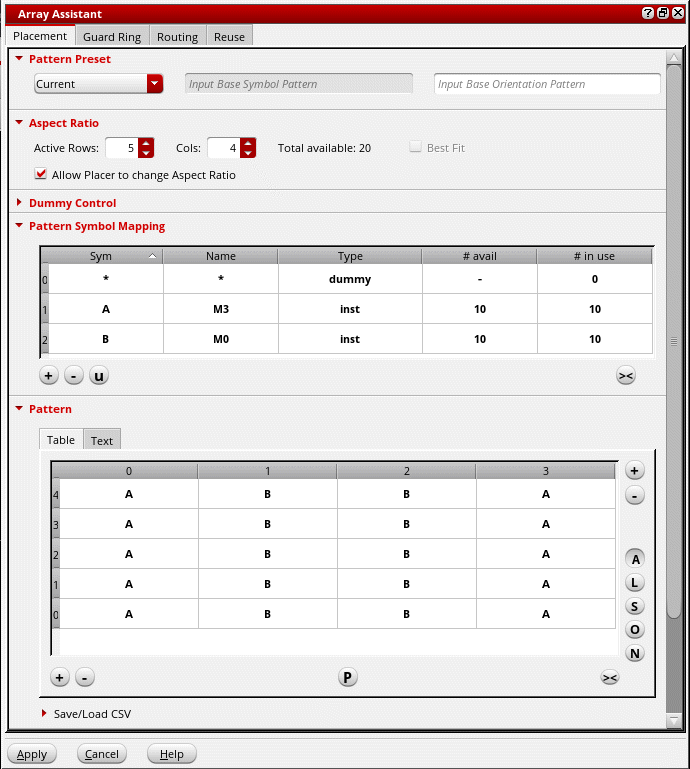 Array Assistant
Placement Guard Ring Routing Reuse
Pattern Preset
Current Input Base Symbol Pattern Input Base Orientation Pattern
Aspect Ratio
Active Rows: 5 Cols: 4 Total available: 20 Best Fit
Allow Placer to change Aspect Ratio
Dummy Control
Pattern Symbol Mapping
Sym Name Type # avail # in use
0 * * dummy - 0
1 A M3 inst 10 10
2 B M0 inst 10 10
+ - u ><
Pattern
Table Text
0 1 2 3 +
4 A B B A -
3 A B B A
2 A B B A A
1 A B B A L
0 A B B A S
O
N
+ - P ><
Save/Load CSV
Apply Cancel Help